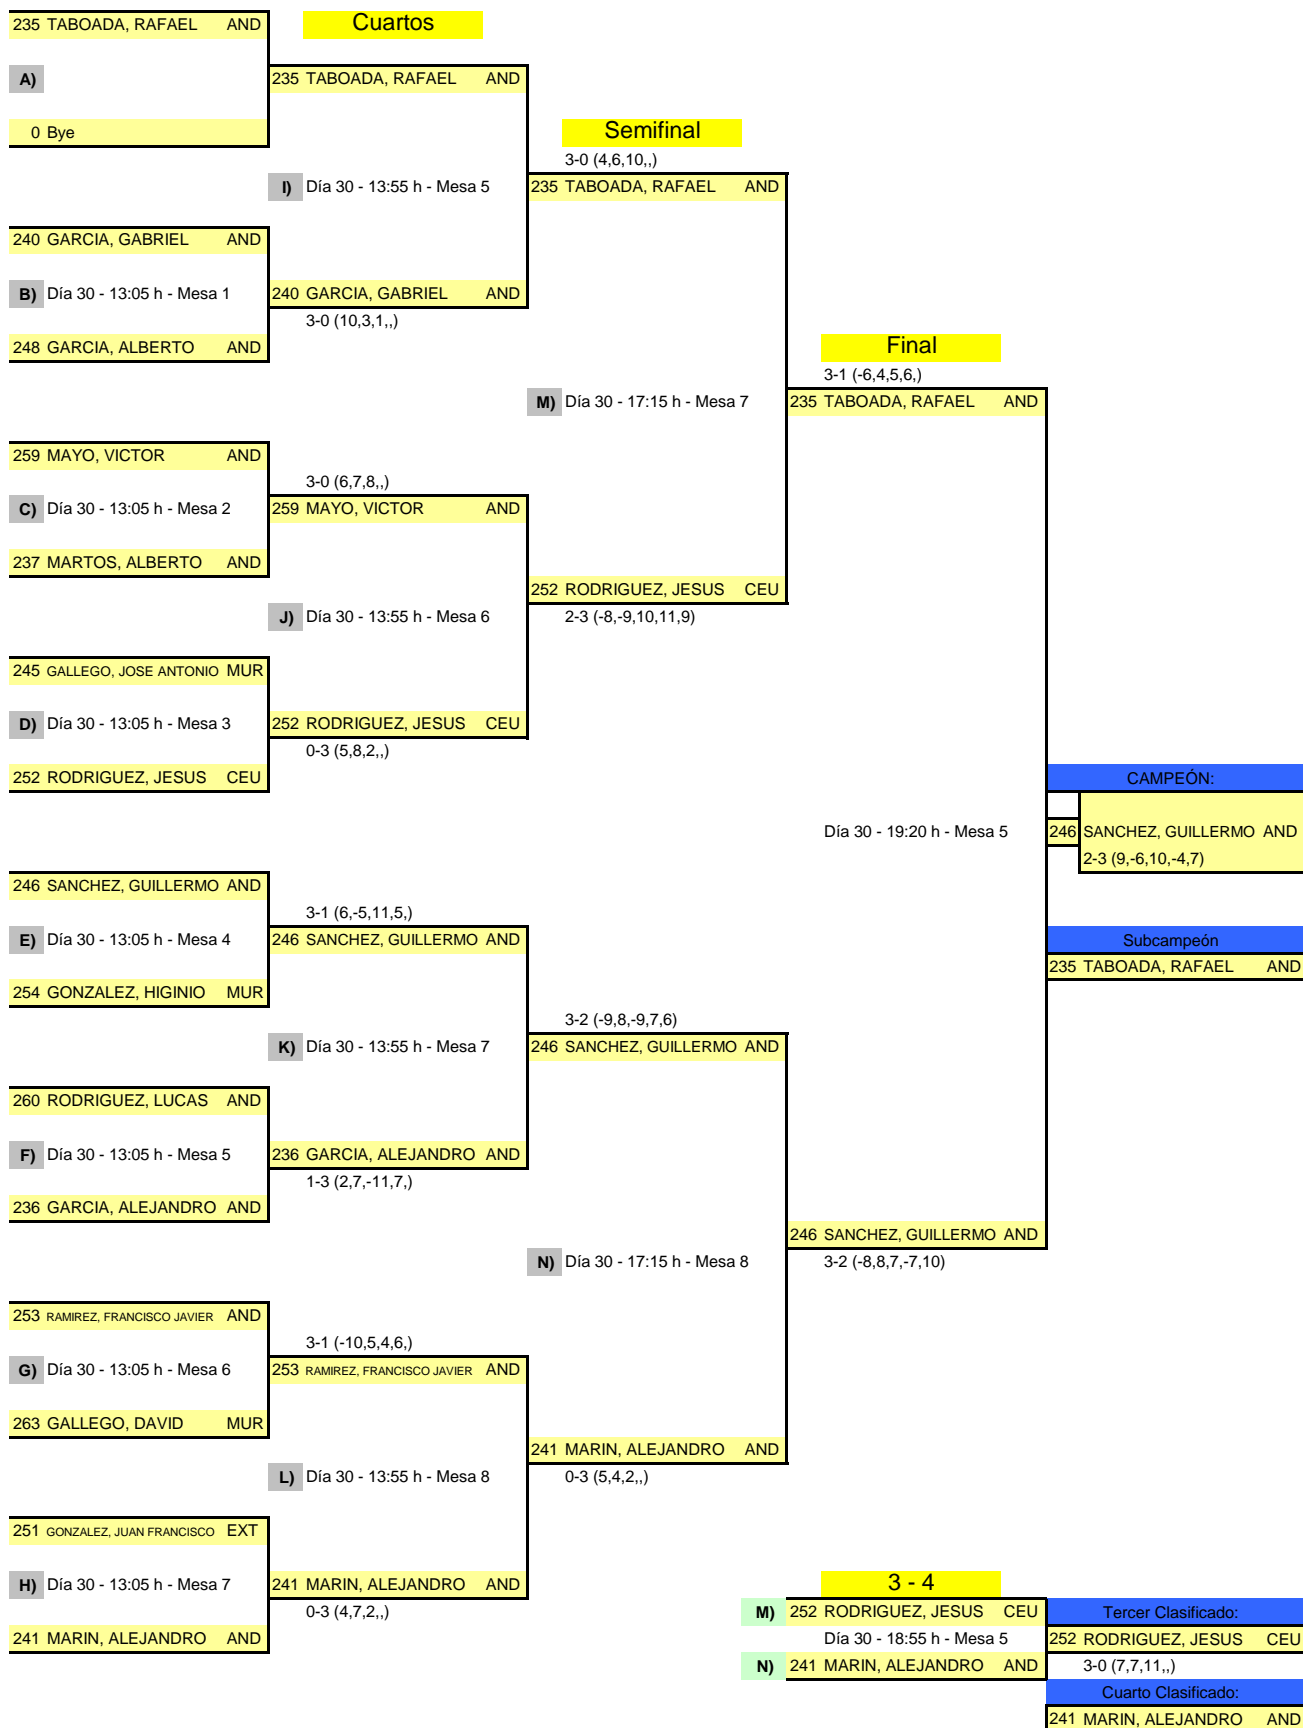 235 TABOADA, RAFAEL AND
Cuartos
A)
235 TABOADA, RAFAEL AND
0 Bye
Semifinal
3-0 (4,6,10,,)
I) Día 30 - 13:55 h - Mesa 5
235 TABOADA, RAFAEL AND
240 GARCIA, GABRIEL AND
B) Día 30 - 13:05 h - Mesa 1
240 GARCIA, GABRIEL AND
3-0 (10,3,1,,)
248 GARCIA, ALBERTO AND
Final
3-1 (-6,4,5,6,)
M) Día 30 - 17:15 h - Mesa 7
235 TABOADA, RAFAEL AND
259 MAYO, VICTOR AND
3-0 (6,7,8,,)
C) Día 30 - 13:05 h - Mesa 2
259 MAYO, VICTOR AND
237 MARTOS, ALBERTO AND
252 RODRIGUEZ, JESUS CEU
J) Día 30 - 13:55 h - Mesa 6
2-3 (-8,-9,10,11,9)
245 GALLEGO, JOSE ANTONIO MUR
D) Día 30 - 13:05 h - Mesa 3
252 RODRIGUEZ, JESUS CEU
0-3 (5,8,2,,)
252 RODRIGUEZ, JESUS CEU
CAMPEÓN:
Día 30 - 19:20 h - Mesa 5
246 SANCHEZ, GUILLERMO AND
2-3 (9,-6,10,-4,7)
246 SANCHEZ, GUILLERMO AND
3-1 (6,-5,11,5,)
E) Día 30 - 13:05 h - Mesa 4
246 SANCHEZ, GUILLERMO AND
Subcampeón
235 TABOADA, RAFAEL AND
254 GONZALEZ, HIGINIO MUR
3-2 (-9,8,-9,7,6)
K) Día 30 - 13:55 h - Mesa 7
246 SANCHEZ, GUILLERMO AND
260 RODRIGUEZ, LUCAS AND
F) Día 30 - 13:05 h - Mesa 5
236 GARCIA, ALEJANDRO AND
1-3 (2,7,-11,7,)
236 GARCIA, ALEJANDRO AND
246 SANCHEZ, GUILLERMO AND
N) Día 30 - 17:15 h - Mesa 8
3-2 (-8,8,7,-7,10)
253 RAMIREZ, FRANCISCO JAVIER AND
3-1 (-10,5,4,6,)
G) Día 30 - 13:05 h - Mesa 6
253 RAMIREZ, FRANCISCO JAVIER AND
263 GALLEGO, DAVID MUR
241 MARIN, ALEJANDRO AND
L) Día 30 - 13:55 h - Mesa 8
0-3 (5,4,2,,)
251 GONZALEZ, JUAN FRANCISCO EXT
H) Día 30 - 13:05 h - Mesa 7
241 MARIN, ALEJANDRO AND
0-3 (4,7,2,,)
241 MARIN, ALEJANDRO AND
3 - 4
M) 252 RODRIGUEZ, JESUS CEU
Tercer Clasificado:
Día 30 - 18:55 h - Mesa 5
252 RODRIGUEZ, JESUS CEU
N) 241 MARIN, ALEJANDRO AND
3-0 (7,7,11,,)
Cuarto Clasificado:
241 MARIN, ALEJANDRO AND